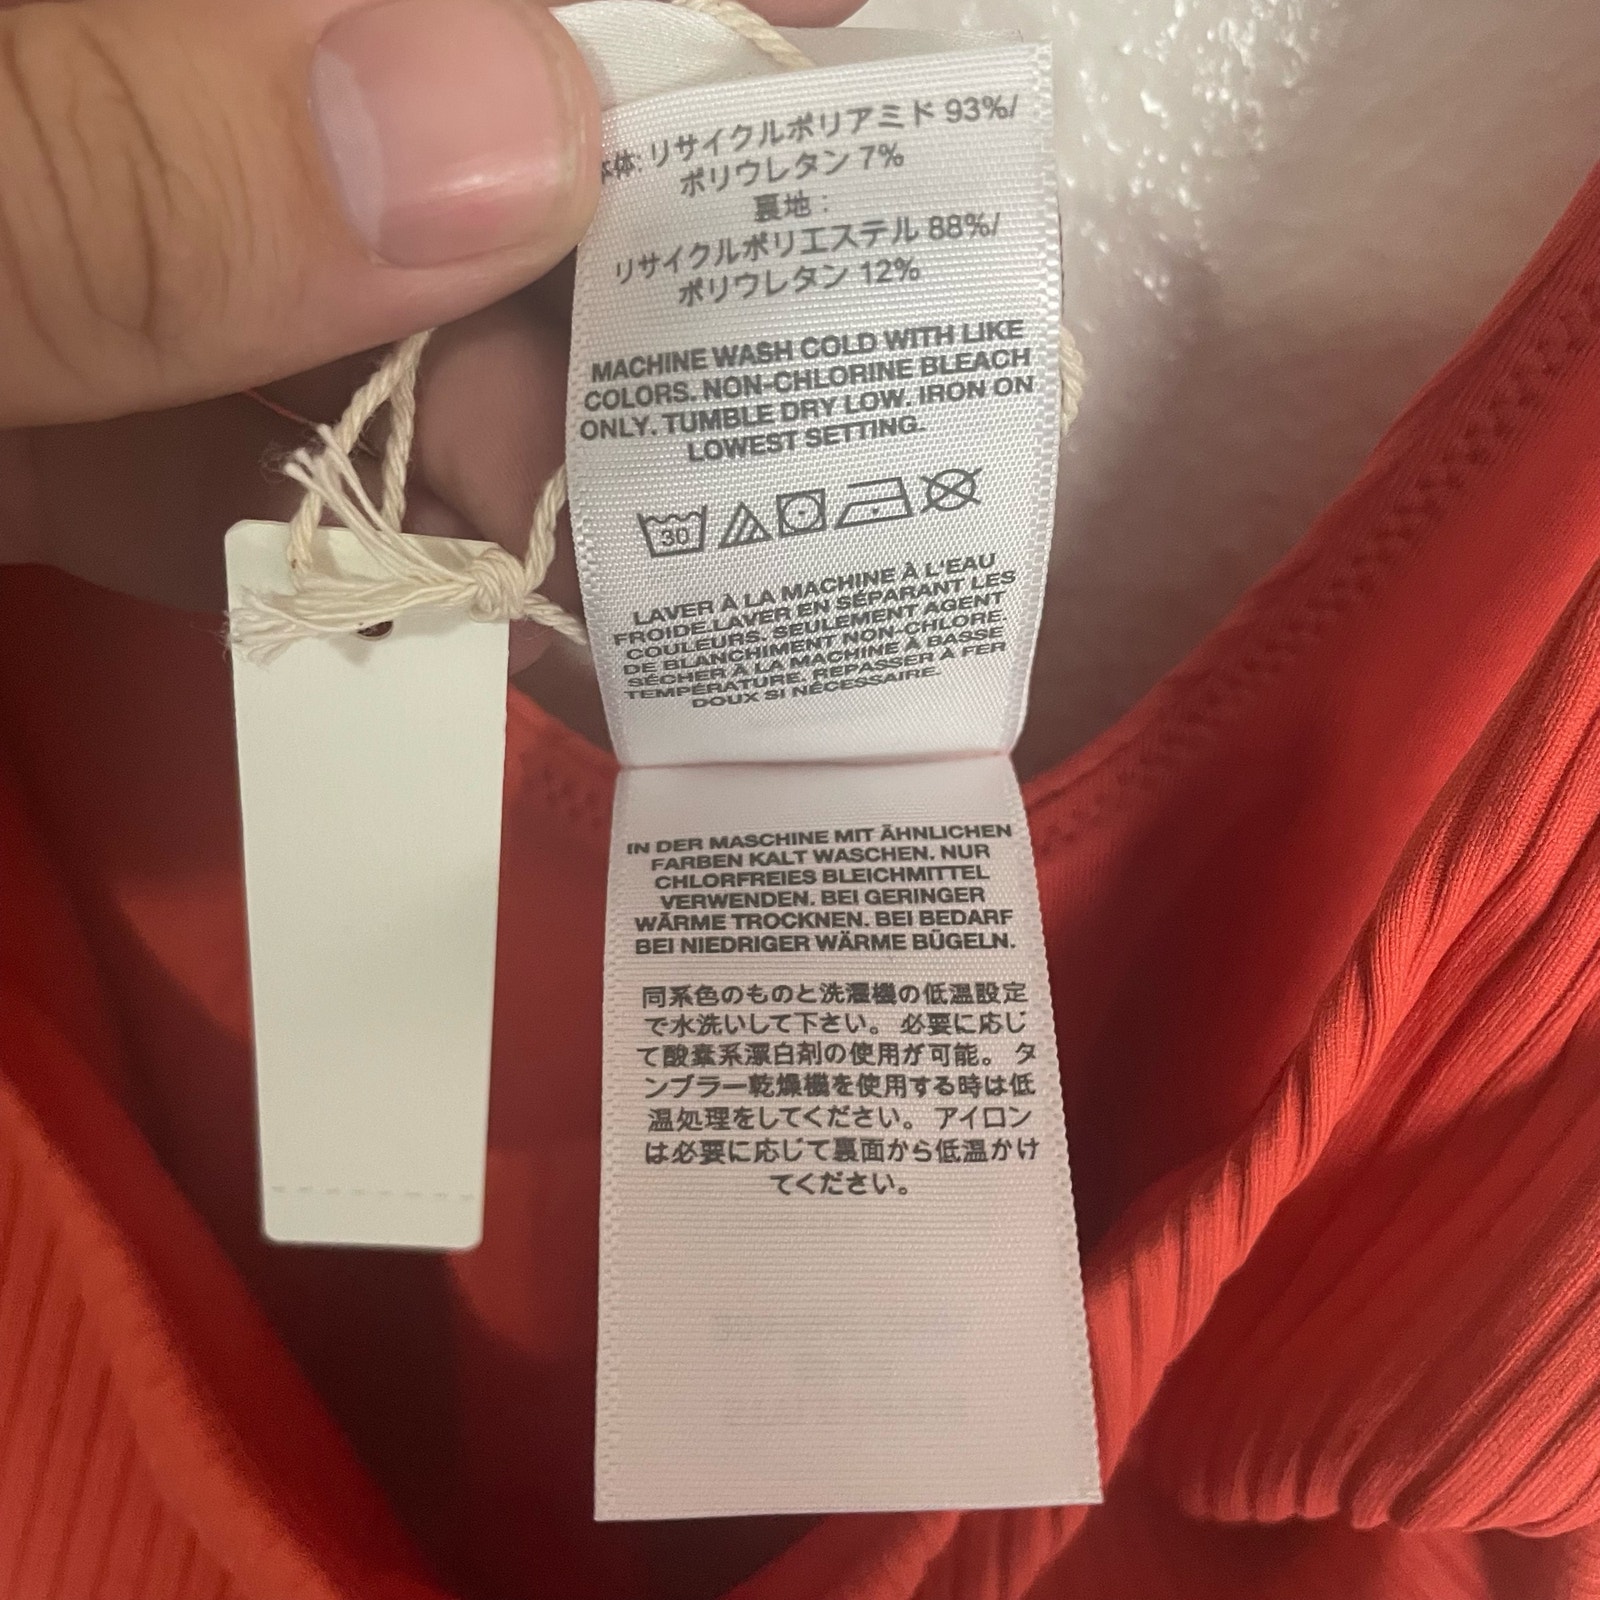 本体: リサイクルポリアミド 93%/
ポリウレタン 7%
裏地 :
リサイクルポリエステル 88%/
ポリウレタン 12%
MACHINE WASH COLD WITH LIKE
COLORS. NON-CHLORINE BLEACH
ONLY. TUMBLE DRY LOW. IRON ON
LOWEST SETTING.
30
LAVER À LA MACHINE À L'EAU
FROIDE.LAVER EN SÉPARANT LES
COULEURS. SEULEMENT AGENT
DE BLANCHIMENT NON-CHLORE.
SÉCHER À LA MACHINE À BASSE
TEMPÉRATURE. REPASSER À FER
DOUX SI NÉCESSAIRE.
IN DER MASCHINE MIT ÄHNLICHEN
FARBEN KALT WASCHEN. NUR
CHLORFREIES BLEICHMITTEL
VERWENDEN. BEI GERINGER
WÄRME TROCKNEN. BEI BEDARF
BEI NIEDRIGER WÄRME BÜGELN.
同系色のものと洗濯機の低温設定
で水洗いして下さい。 必要に応じ
て酸素系漂白剤の使用が可能。 タ
ンブラー乾燥機を使用する時は低
温処理をしてください。 アイロン
は必要に応じて裏面から低温かけ
てください。